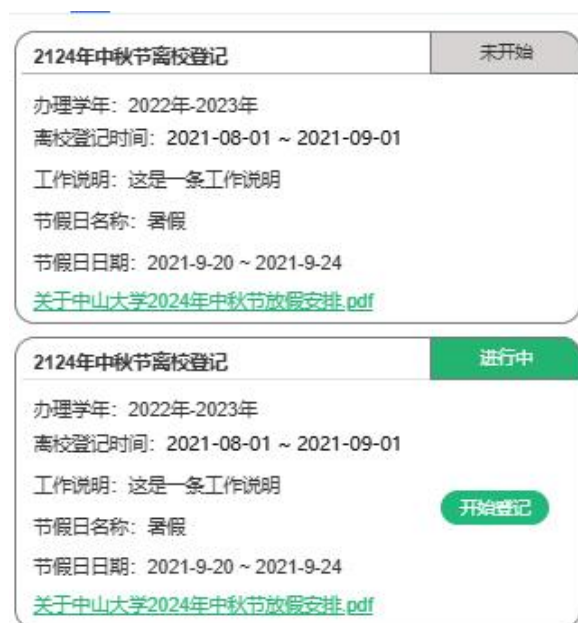 2124年中秋节离校登记
未开始
办理学年：2022年-2023年
离校登记时间：2021-08-01 ~ 2021-09-01
工作说明：这是一条工作说明
节假日名称：暑假
节假日日期：2021-9-20 ~ 2021-9-24
关于中山大学2024年中秋节放假安排.pdf
2124年中秋节离校登记
进行中
办理学年：2022年-2023年
离校登记时间：2021-08-01 ~ 2021-09-01
工作说明：这是一条工作说明
开始登记
节假日名称：暑假
节假日日期：2021-9-20 ~ 2021-9-24
关于中山大学2024年中秋节放假安排.pdf